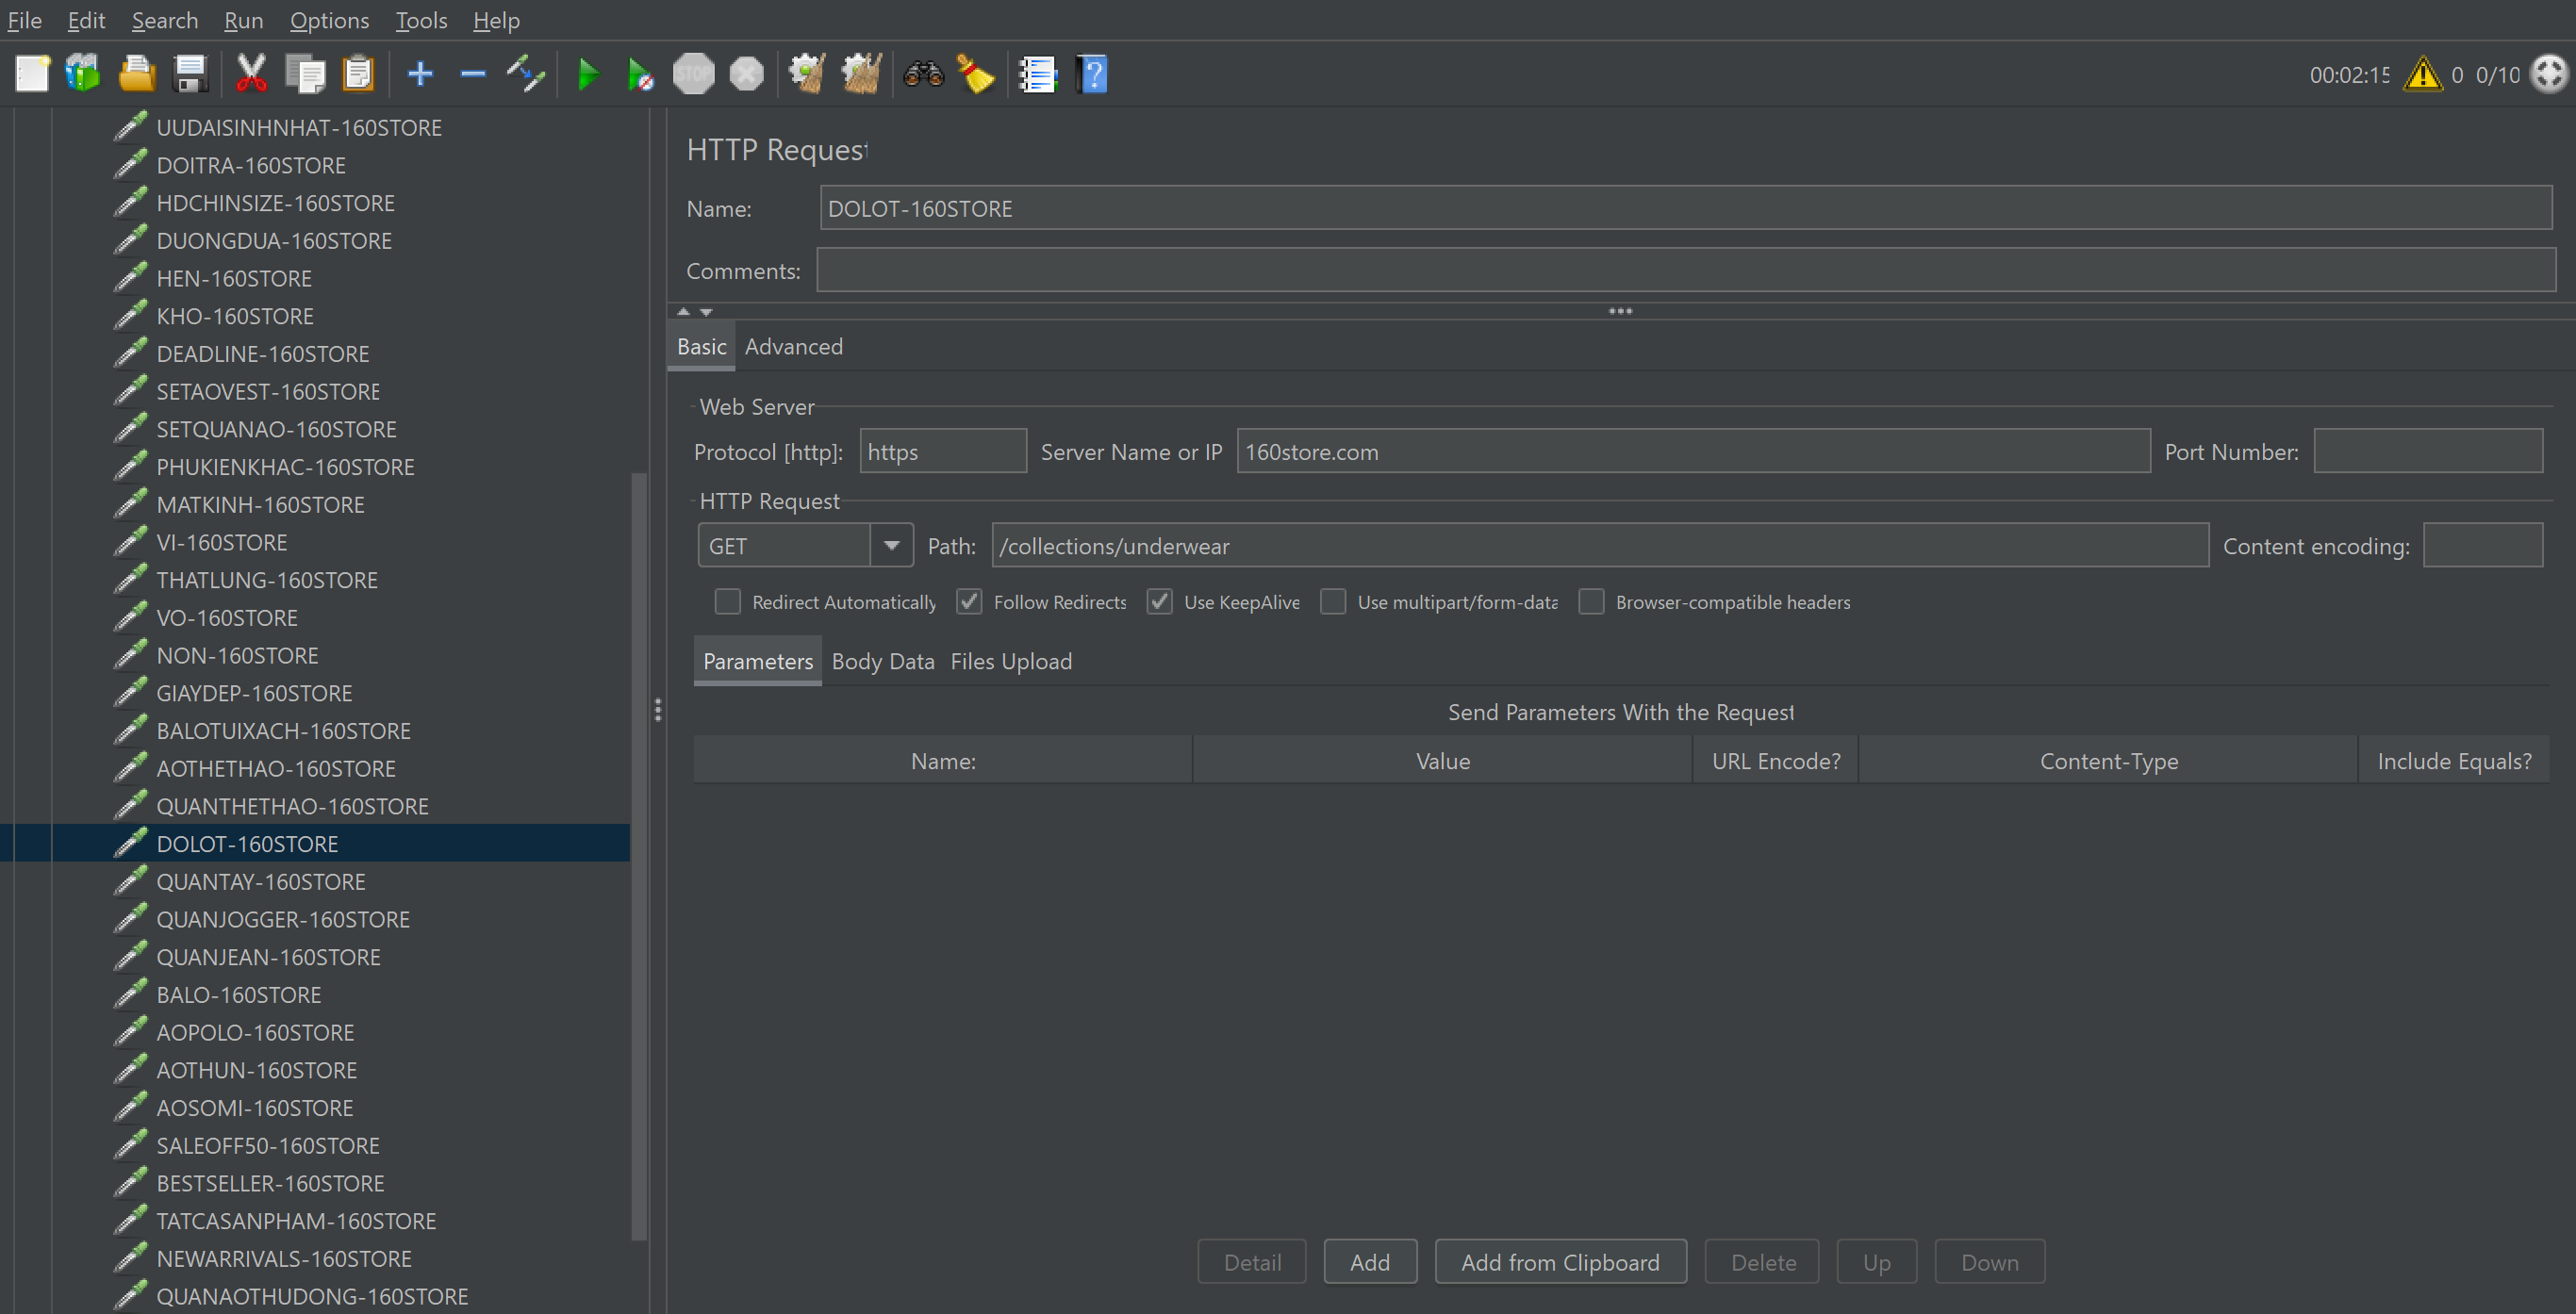 File Edit Search Run Options Tools Help
STOP
00:02:15 0 0/10
UUDAISINHNHAT-160STORE
DOITRA-160STORE
HDCHINSIZE-160STORE
DUONGDUA-160STORE
HEN-160STORE
KHO-160STORE
DEADLINE-160STORE
SETAOVEST-160STORE
SETQUANAO-160STORE
PHUKIENKHAC-160STORE
MATKINH-160STORE
VI-160STORE
THATLUNG-160STORE
VO-160STORE
NON-160STORE
GIAYDEP-160STORE
BALOTUIXACH-160STORE
AOTHETHAO-160STORE
QUANTHETHAO-160STORE
DOLOT-160STORE
QUANTAY-160STORE
QUANJOGGER-160STORE
QUANJEAN-160STORE
BALO-160STORE
AOPOLO-160STORE
AOTHUN-160STORE
AOSOMI-160STORE
SALEOFF50-160STORE
BESTSELLER-160STORE
TATCASANPHAM-160STORE
NEWARRIVALS-160STORE
QUANAOTHUDONG-160STORE
HTTP Request
Name: DOLOT-160STORE
Comments:
Basic Advanced
Web Server
Protocol [http]: https Server Name or IP 160store.com Port Number:
HTTP Request
GET Path: /collections/underwear Content encoding:
Redirect Automatically Follow Redirects Use KeepAlive Use multipart/form-data Browser-compatible headers
Parameters Body Data Files Upload
Send Parameters With the Request
Name: Value URL Encode? Content-Type Include Equals?
Detail Add Add from Clipboard Delete Up Down